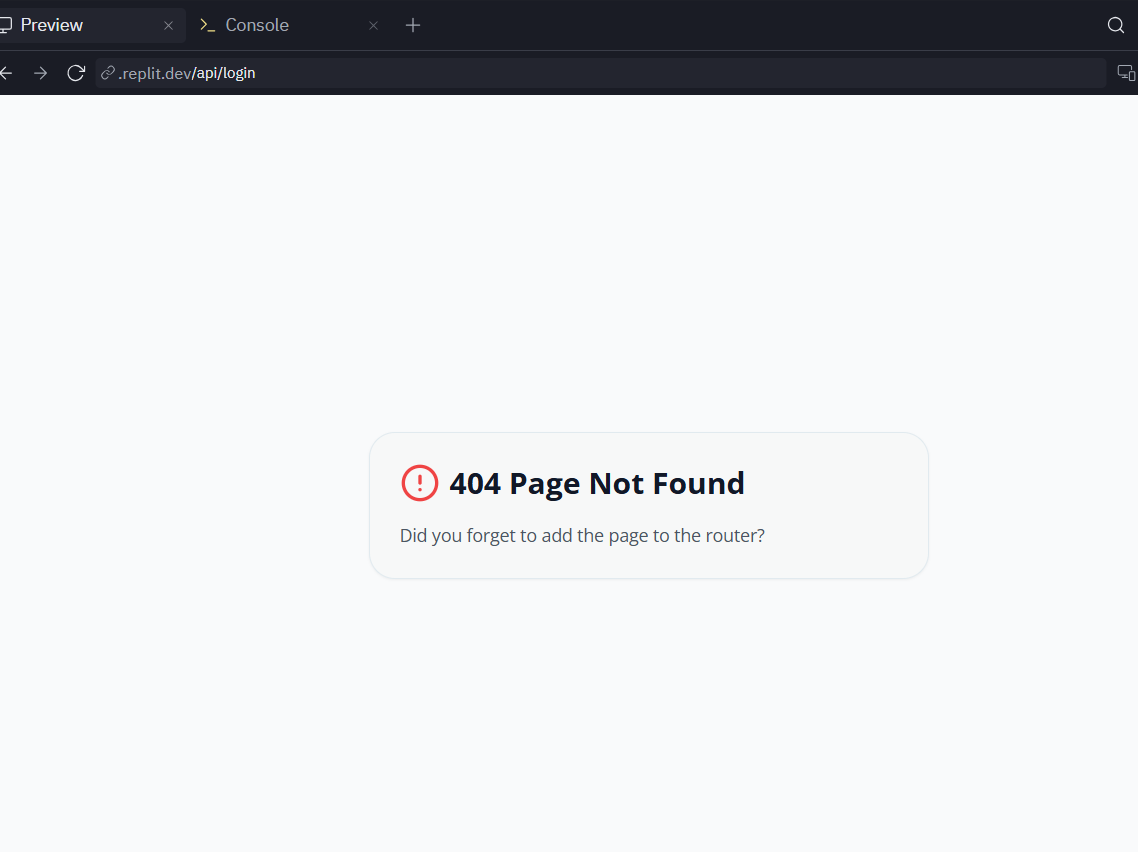 Preview
Console
.replit.dev/api/login
404 Page Not Found
Did you forget to add the page to the router?